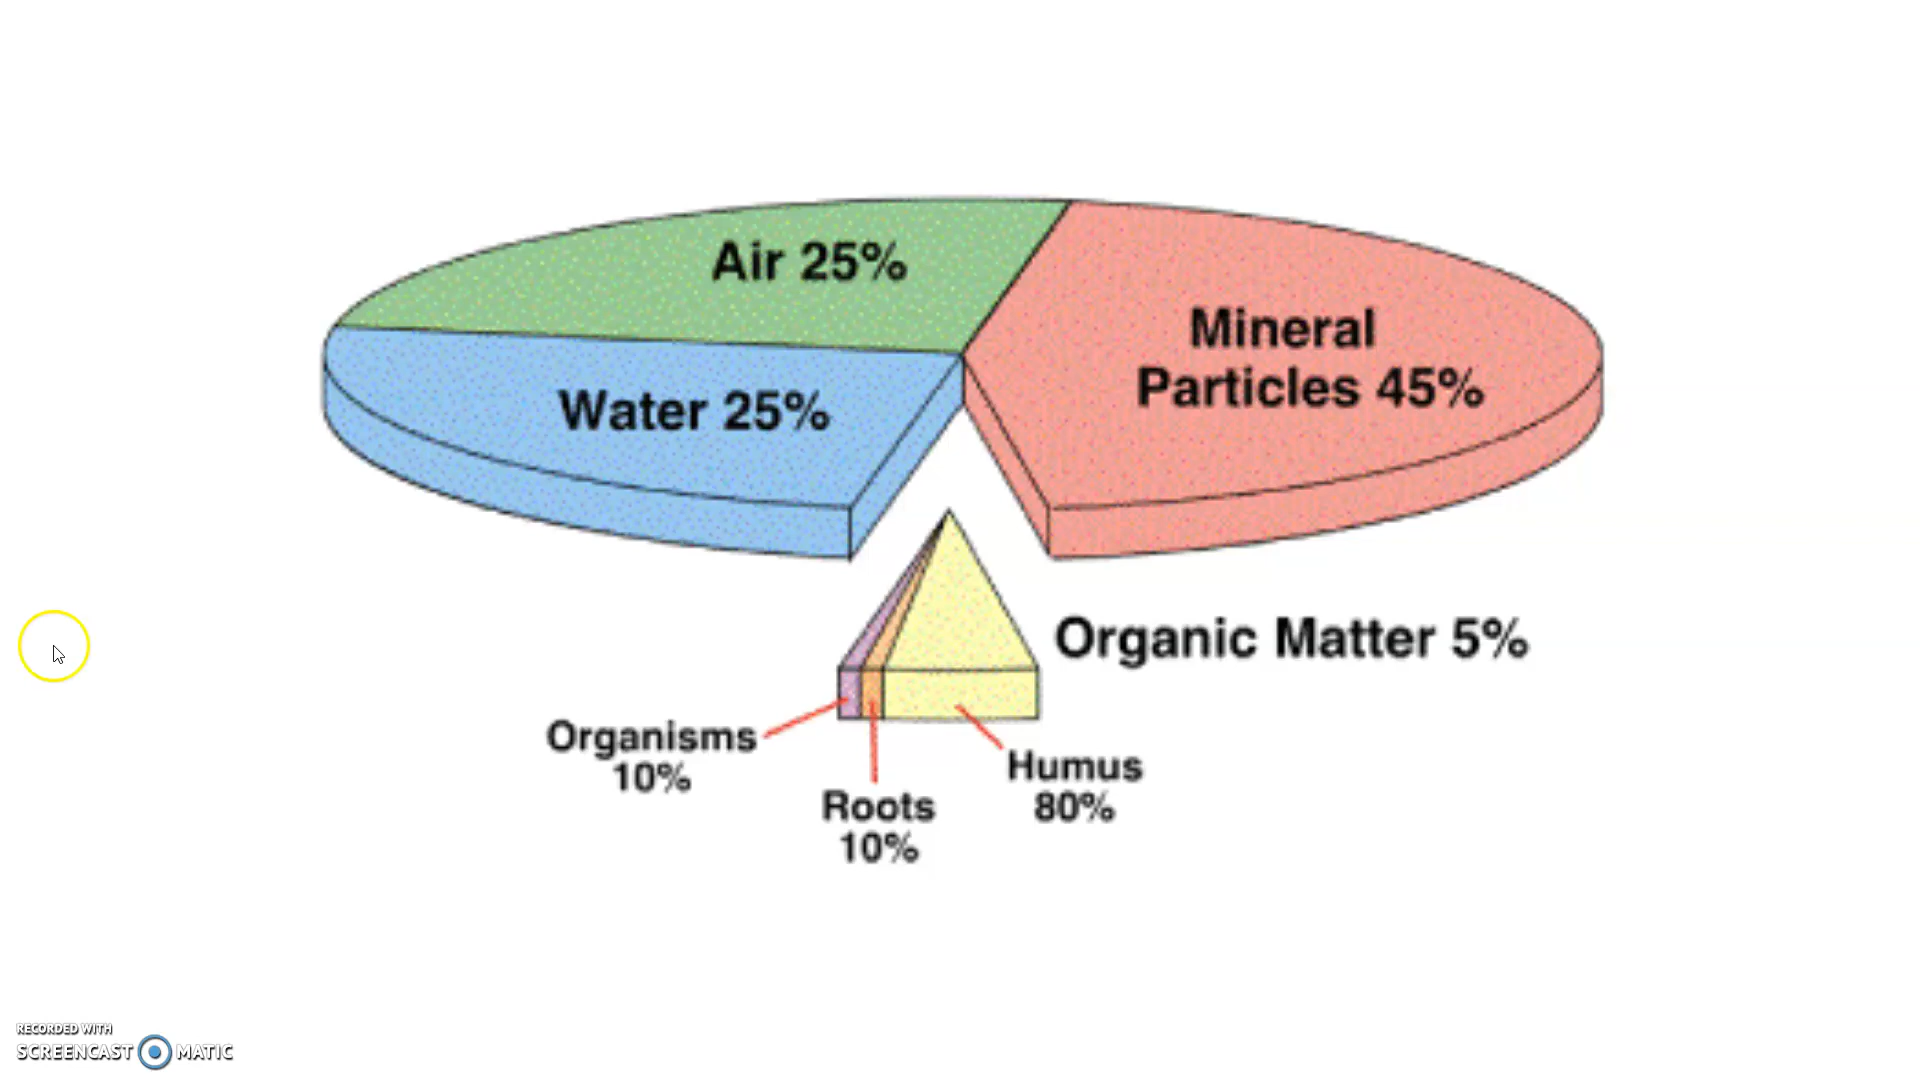 Air 25%
Mineral
Particles 45%
Water 25%
Organic Matter 5%
Organisms
10%
Roots
10%
Humus
80%
RECORDED WITH
SCREENCAST MATIC